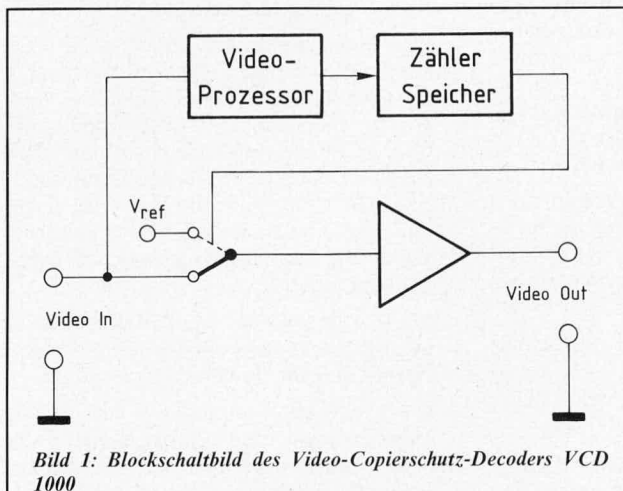 Video-
Prozessor
Zähler
Speicher
Vref
Video In
Video Out
Bild 1: Blockschaltbild des Video-Copierschutz-Decoders VCD
1000